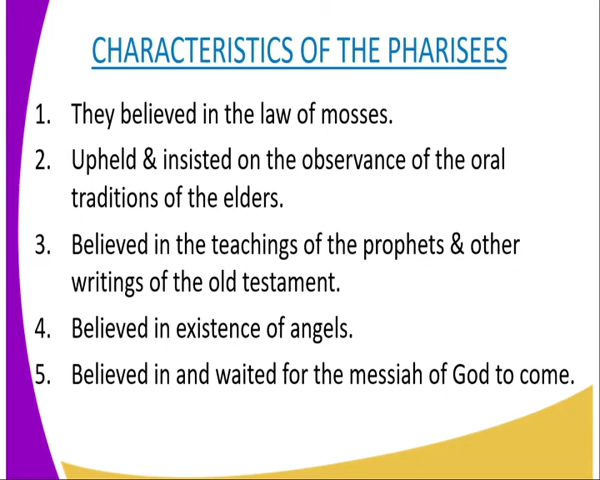 CHARACTERISTICS OF THE PHARISEES
1. They believed in the law of mosses.
2. Upheld & insisted on the observance of the oral
traditions of the elders.
3. Believed in the teachings of the prophets & other
writings of the old testament.
4. Believed in existence of angels.
5. Believed in and waited for the messiah of God to come.